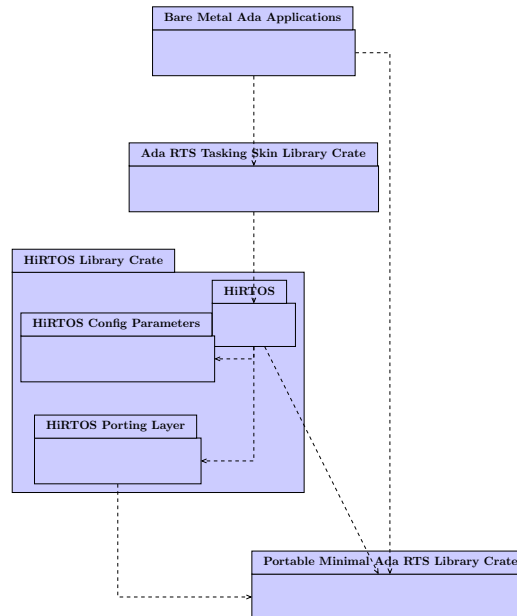 Bare Metal Ada Applications
Ada RTS Tasking Skin Library Crate
HiRTOS Library Crate
HiRTOS
HiRTOS Config Parameters
HiRTOS Porting Layer
Portable Minimal Ada RTS Library Crate